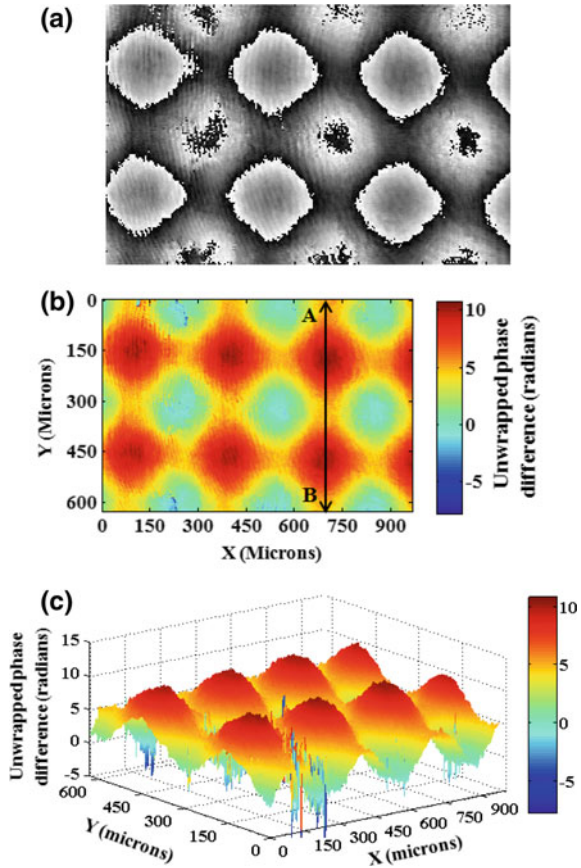 (a)
(b)
0
150
300
450
600
Y (Microns)
A
B
0 150 300 450 600 750 900
X (Microns)
10
5
0
-5
Unwrapped phase
difference (radians)
(c)
15
10
5
0
-5
Unwrapped phase
difference (radians)
600
450
300
150
0
Y (microns)
0
150
300
450
600
750
900
X (microns)
10
5
0
-5